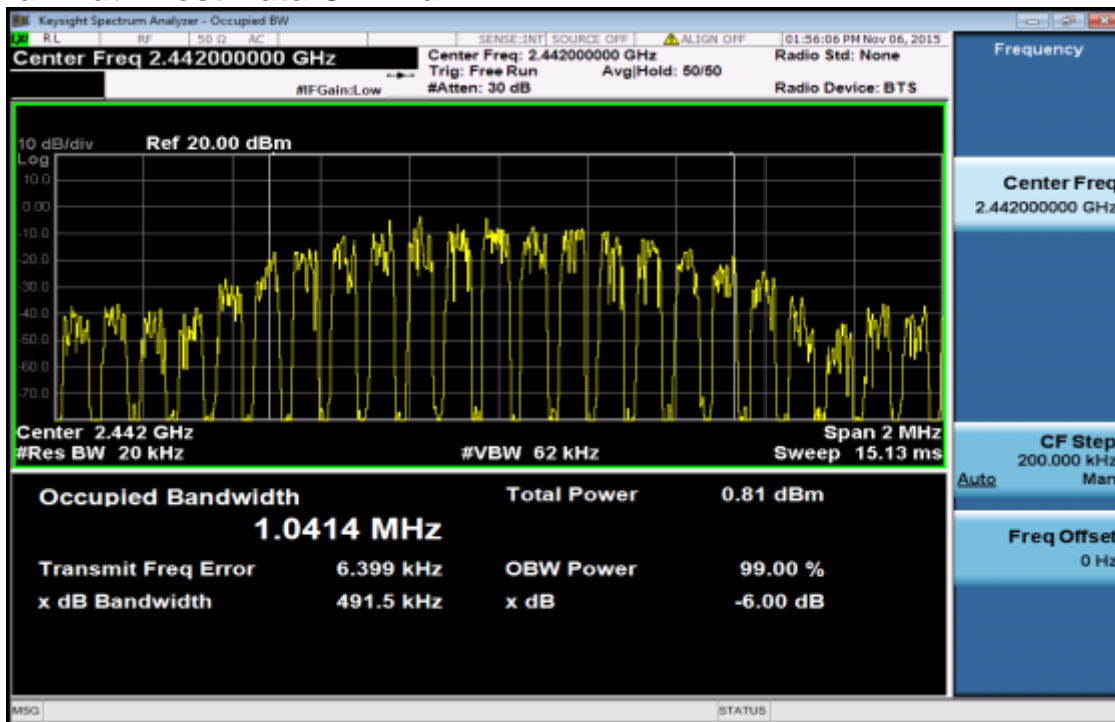 Keysight Spectrum Analyzer - Occupied BW
RL RF 50 Ω AC SENSE:INT SOURCE OFF ALIGN OFF 01:56:06 PM Nov 06, 2015
Center Freq 2.442000000 GHz
Center Freq: 2.442000000 GHz Radio Std: None
Trig: Free Run Avg|Hold: 50/50
#IFGain:Low #Atten: 30 dB Radio Device: BTS
10 dB/div Ref 20.00 dBm
Log
10.0
0.00
-10.0
-20.0
-30.0
-40.0
-50.0
-60.0
-70.0
Center 2.442 GHz Span 2 MHz
#Res BW 20 kHz #VBW 62 kHz Sweep 15.13 ms
Occupied Bandwidth Total Power 0.81 dBm
1.0414 MHz
Transmit Freq Error 6.399 kHz OBW Power 99.00 %
x dB Bandwidth 491.5 kHz x dB -6.00 dB
MSG STATUS
Frequency
Center Freq
2.442000000 GHz
CF Step
200.000 kHz
Auto Man
Freq Offset
0 Hz